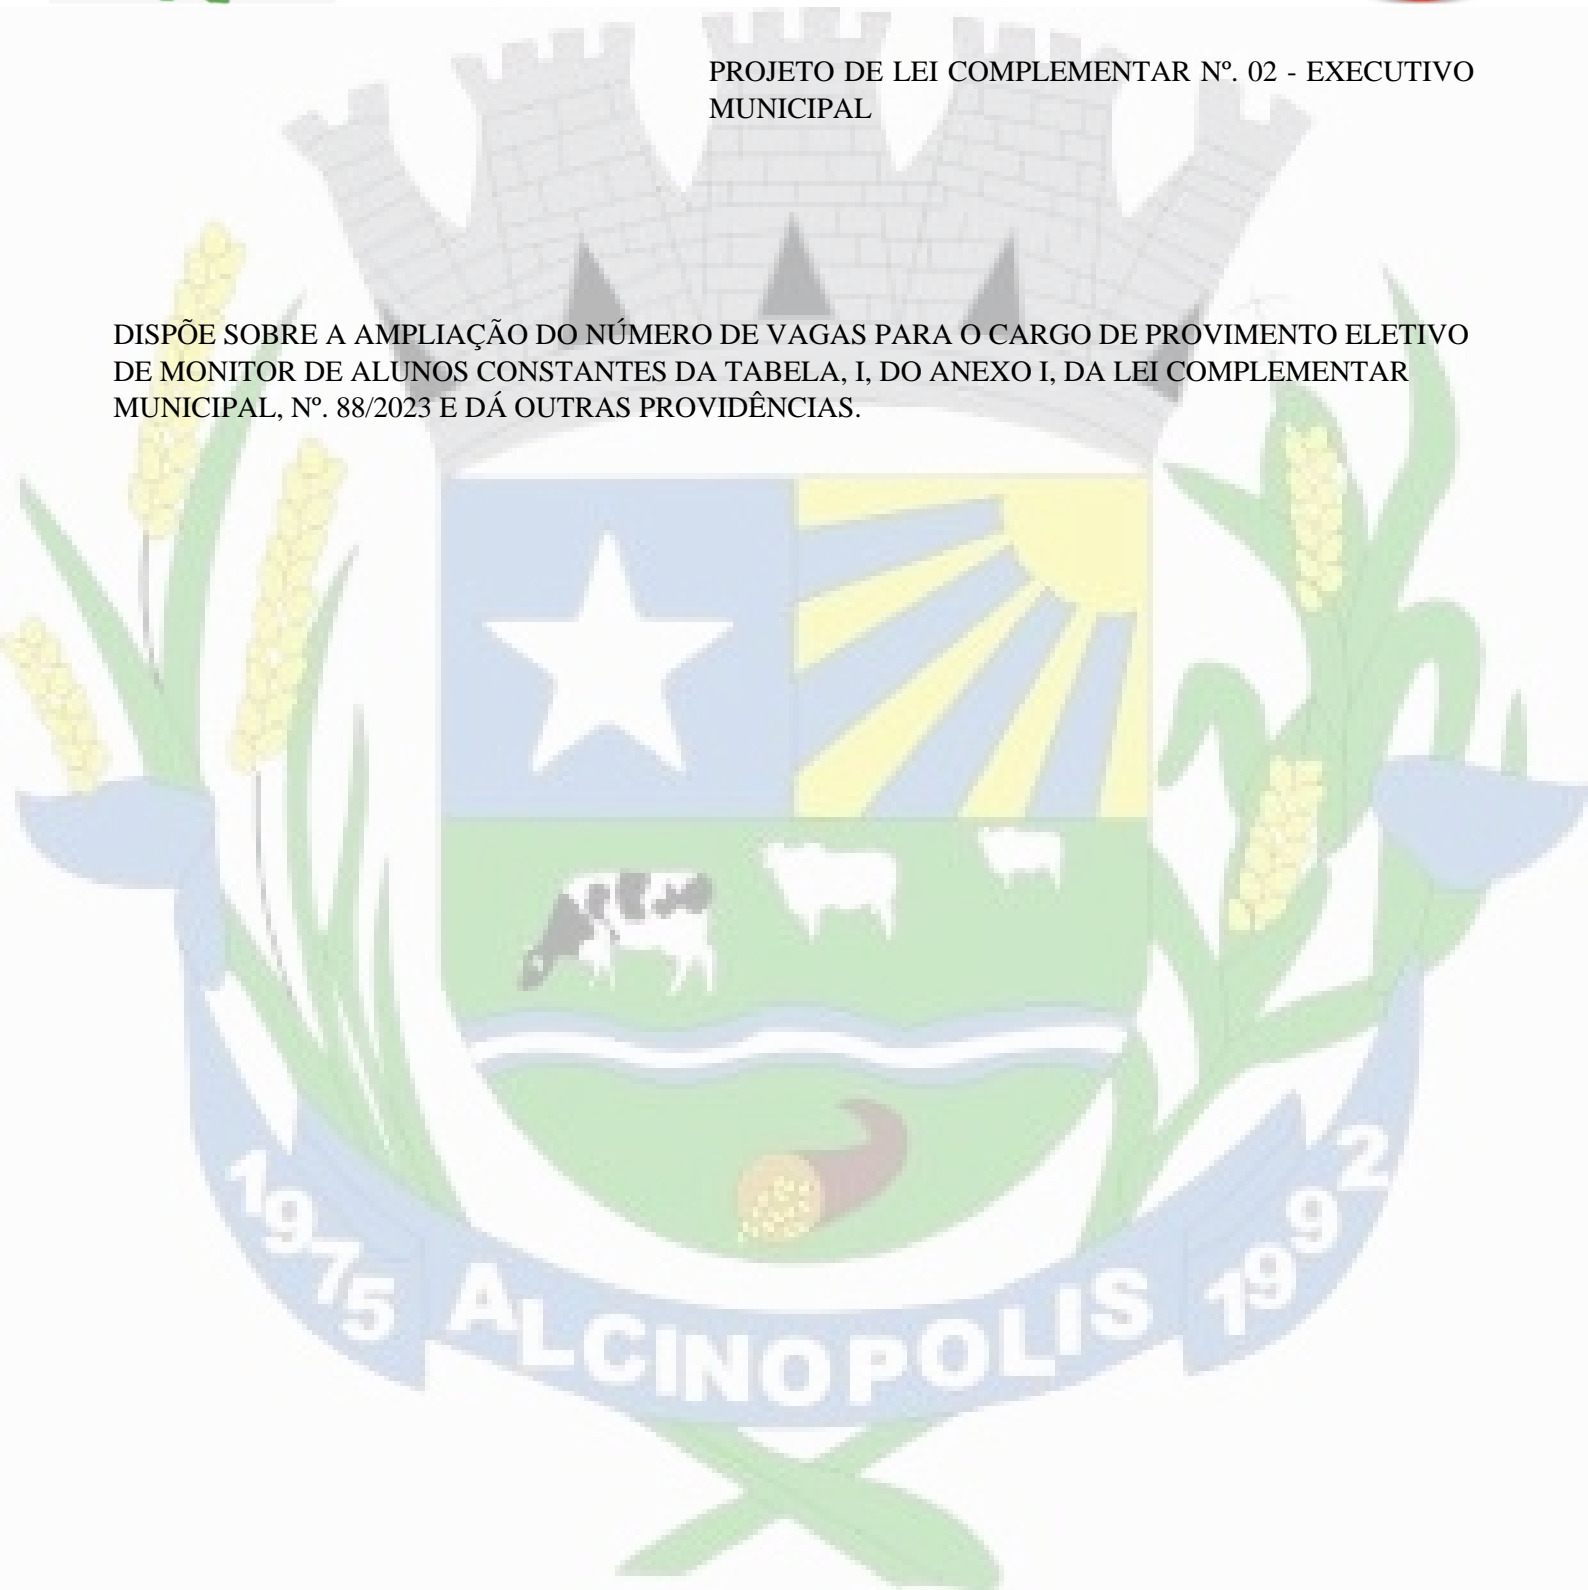 PROJETO DE LEI COMPLEMENTAR Nº. 02 - EXECUTIVO
MUNICIPAL
DISPÕE SOBRE A AMPLIAÇÃO DO NÚMERO DE VAGAS PARA O CARGO DE PROVIMENTO ELETIVO
DE MONITOR DE ALUNOS CONSTANTES DA TABELA, I, DO ANEXO I, DA LEI COMPLEMENTAR
MUNICIPAL, Nº. 88/2023 E DÁ OUTRAS PROVIDÊNCIAS.
1975 ALCINOPOLIS 1992